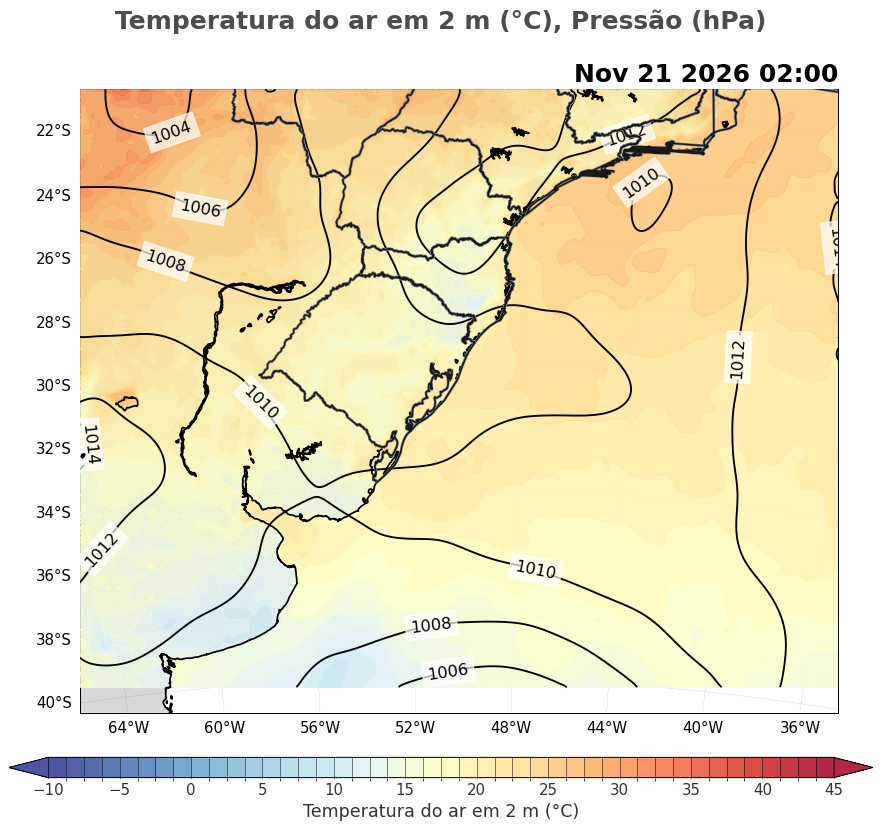 Temperatura do ar em 2 m (°C), Pressão (hPa)
Nov 21 2026 02:00
22°S
24°S
26°S
28°S
30°S
32°S
34°S
36°S
38°S
40°S
1004
1006
1008
1010
1014
1012
1012
1010
1012
1010
1008
1006
64°W 60°W 56°W 52°W 48°W 44°W 40°W 36°W
−10 −5 0 5 10 15 20 25 30 35 40 45
Temperatura do ar em 2 m (°C)